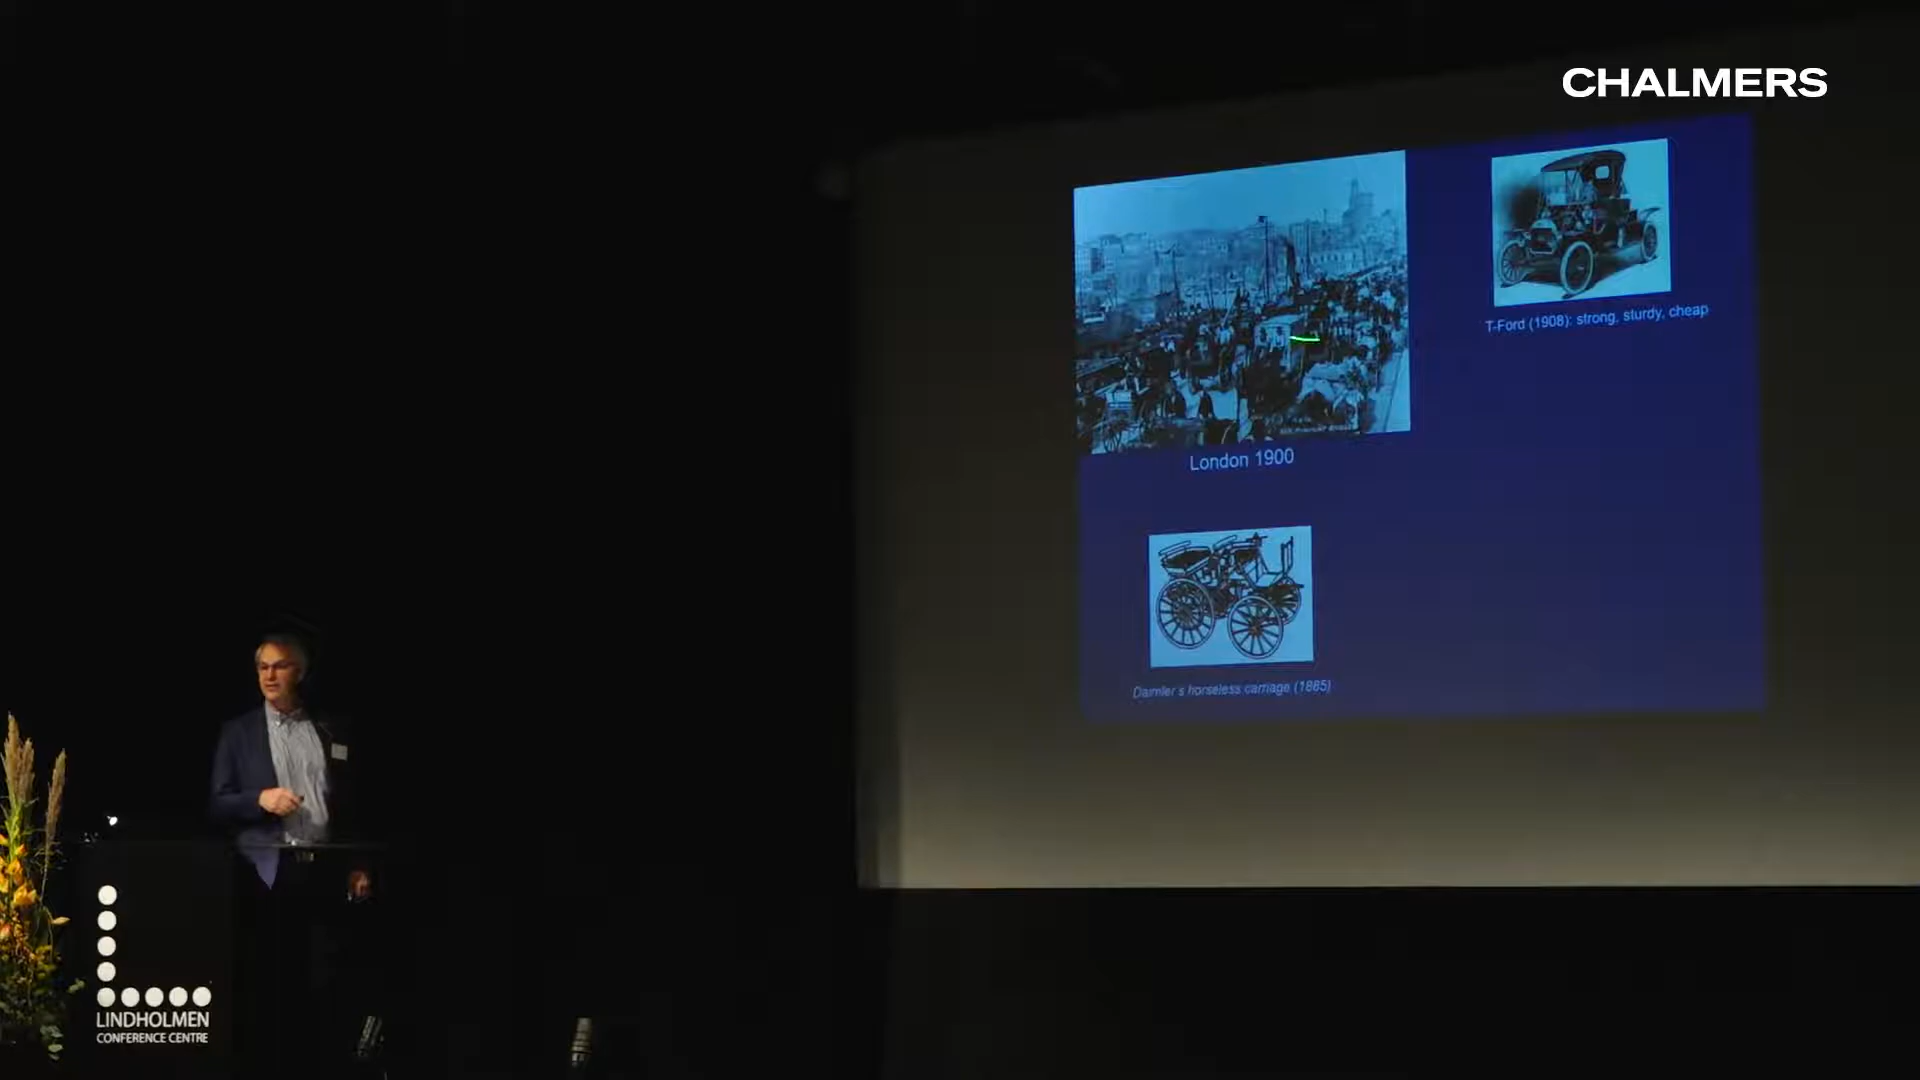 CHALMERS
T-Ford (1908): strong, sturdy, cheap
London 1900
Daimler s horseless carriage (1885)
LINDHOLMEN
CONFERENCE CENTRE